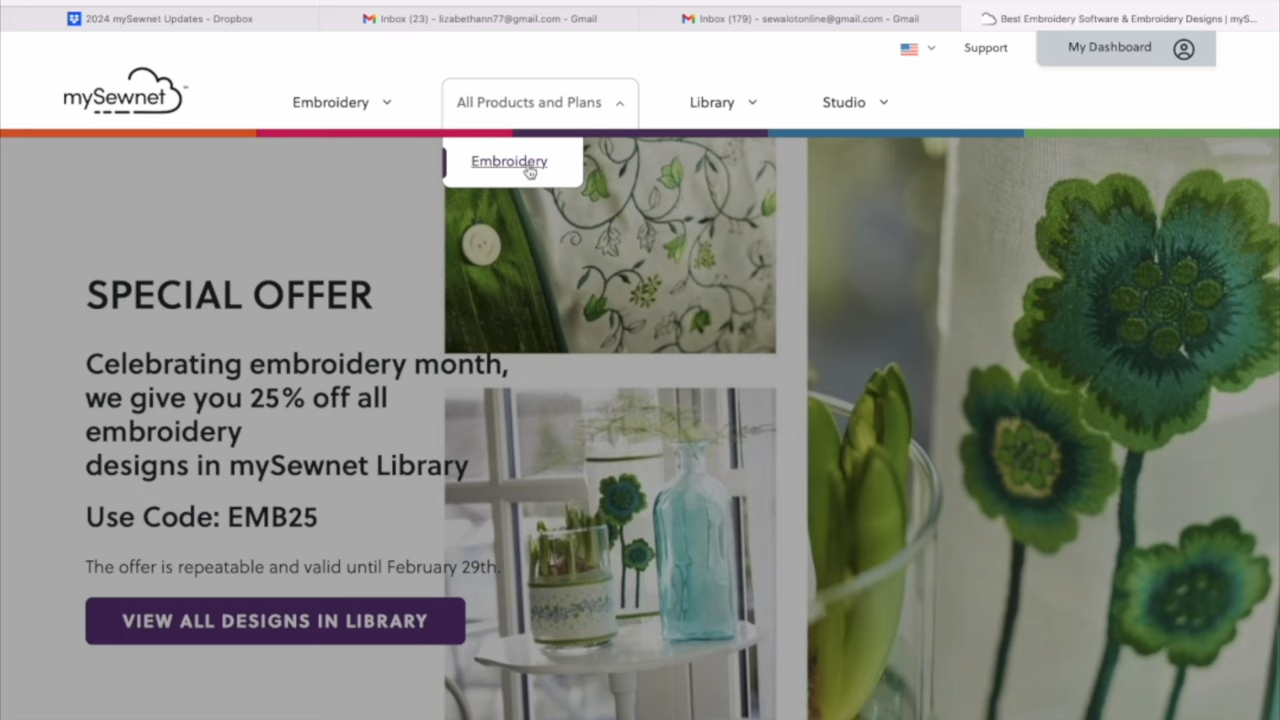 2024 mySewnet Updates - Dropbox
Inbox (23) - lizabethann77@gmail.com - Gmail
Inbox (179) - sewalotonline@gmail.com - Gmail
Best Embroidery Software & Embroidery Designs | myS...
Support
My Dashboard
mySewnet™
Embroidery
All Products and Plans
Library
Studio
Embroidery
SPECIAL OFFER
Celebrating embroidery month,
we give you 25% off all
embroidery
designs in mySewnet Library
Use Code: EMB25
The offer is repeatable and valid until February 29th.
VIEW ALL DESIGNS IN LIBRARY